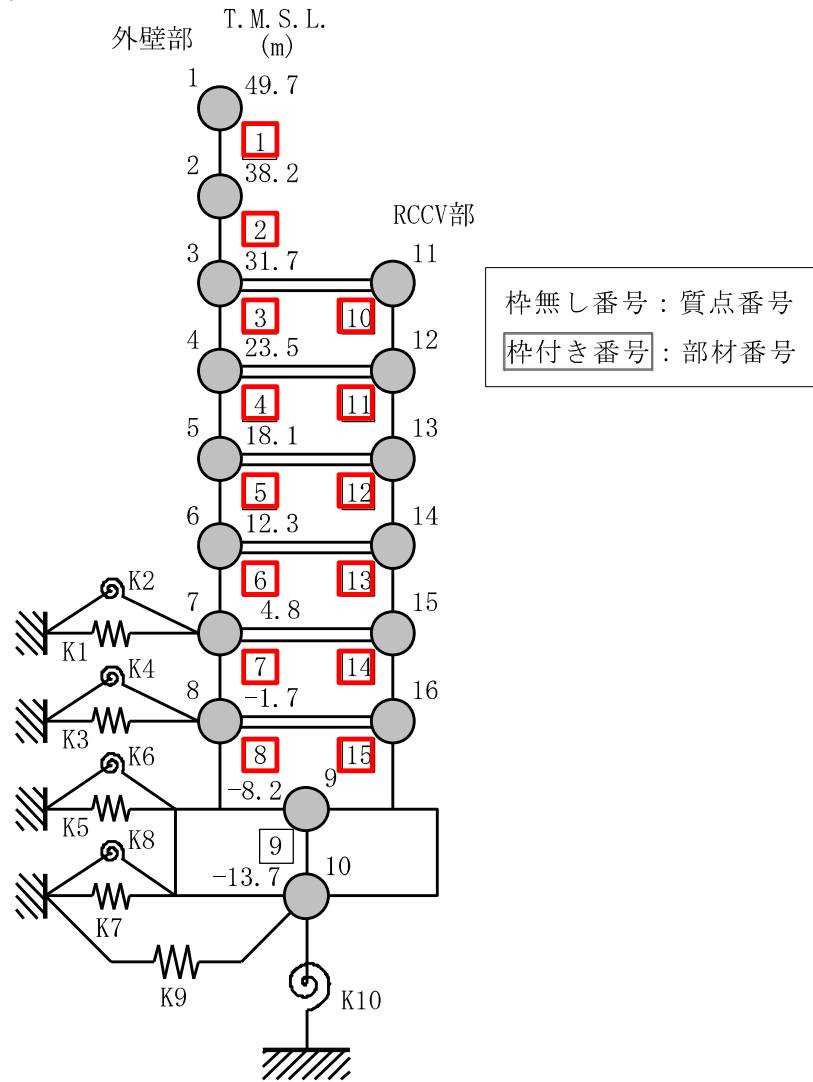 T.M.S.L.
(m)
外壁部
1 49.7
1
2 38.2
2
RCCV部
3 31.7 11
3 10
4 23.5 12
4 11
5 18.1 13
5 12
6 12.3 14
6 13
K2
7 4.8 15
K1
7 14
K4
8 -1.7 16
K3
8 15
K6
-8.2 9
K5
K8
9
-13.7 10
K7
K9
K10
枠無し番号：質点番号
枠付き番号：部材番号